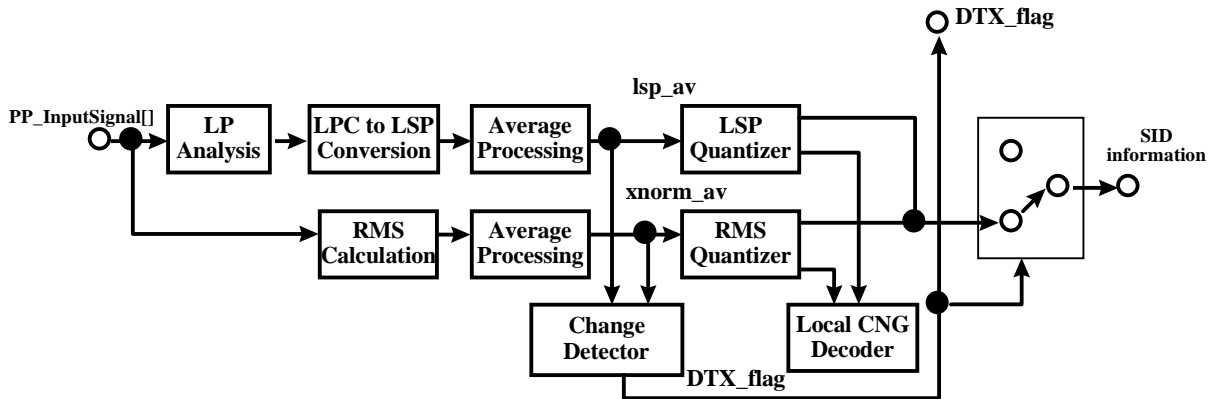 DTX_flag
lsp_av
PP_InputSignal[]
LP
Analysis
LPC to LSP
Conversion
Average
Processing
LSP
Quantizer
SID
information
xnorm_av
RMS
Calculation
Average
Processing
RMS
Quantizer
Change
Detector
Local CNG
Decoder
DTX_flag